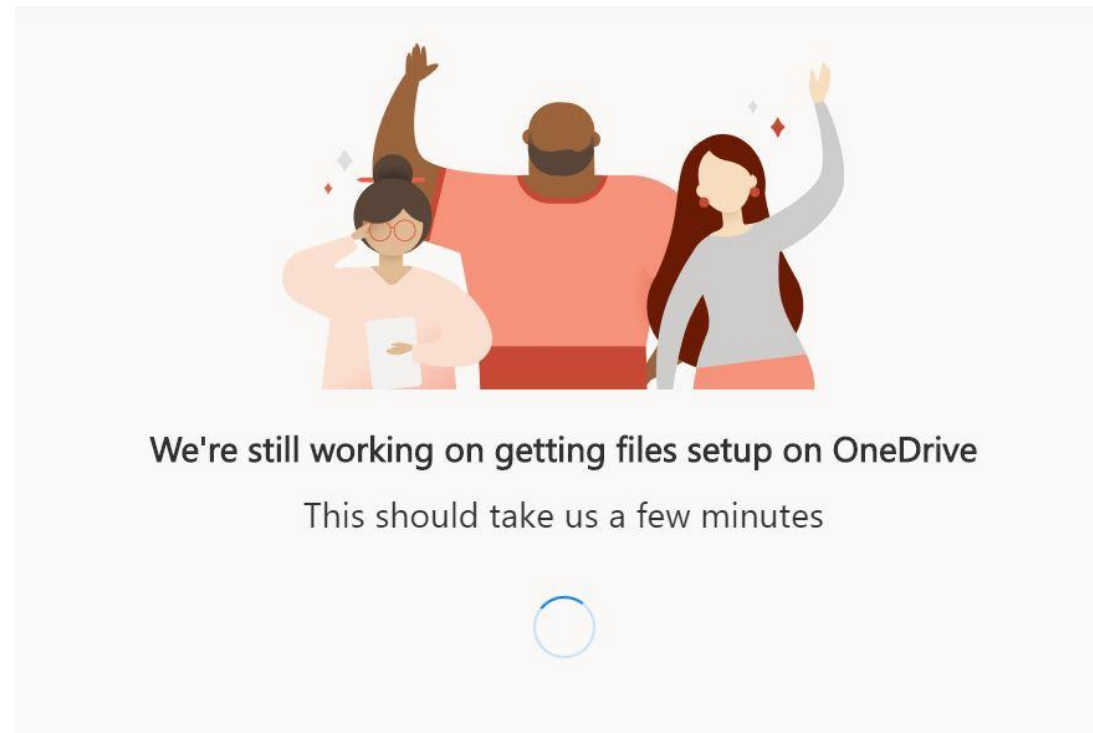 We're still working on getting files setup on OneDrive
This should take us a few minutes